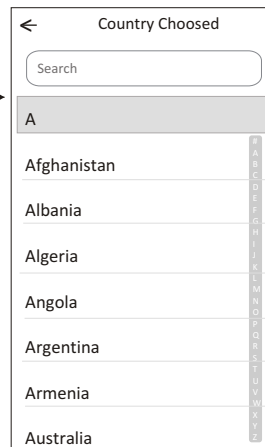 Country Choosed
Search
A
Afghanistan
Albania
Algeria
Angola
Argentina
Armenia
Australia
#
A
B
C
D
E
F
G
H
I
J
K
L
M
N
O
P
Q
R
S
T
U
V
W
X
Y
Z